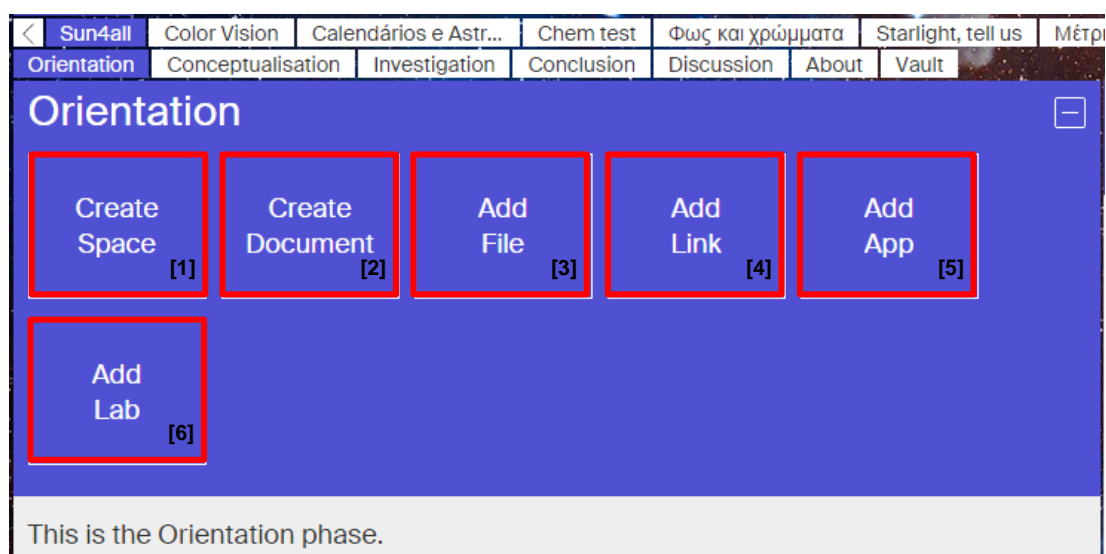 Sun4all Color Vision Calendários e Astr... Chem test Φως και χρώμματα Starlight, tell us Μέτρι
Orientation Conceptualisation Investigation Conclusion Discussion About Vault
Orientation
Create Space [1]
Create Document [2]
Add File [3]
Add Link [4]
Add App [5]
Add Lab [6]
This is the Orientation phase.